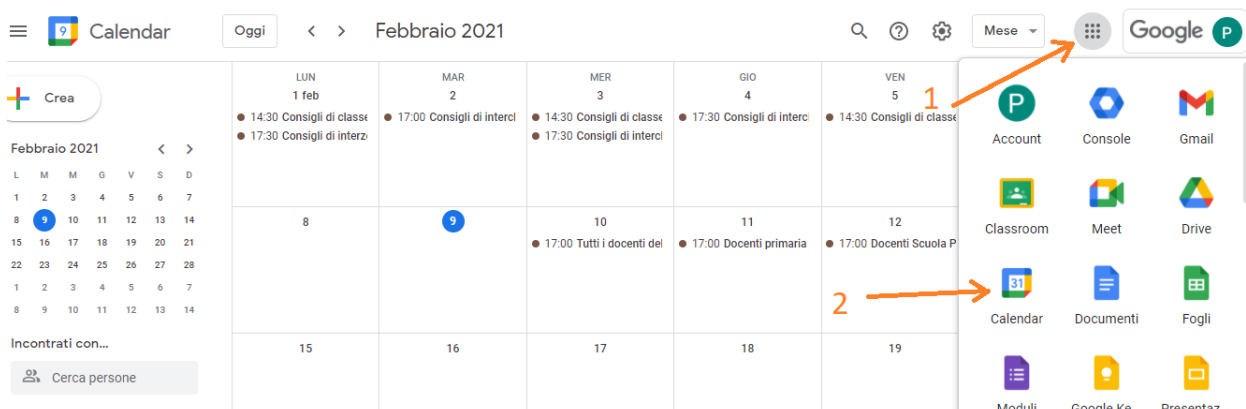 9 Calendar Oggi Febbraio 2021 Mese Google P
Crea
Febbraio 2021
L M M G V S D
1 2 3 4 5 6 7
8 9 10 11 12 13 14
15 16 17 18 19 20 21
22 23 24 25 26 27 28
1 2 3 4 5 6 7
8 9 10 11 12 13 14
Incontrati con...
Cerca persone
LUN MAR MER GIO VEN
1 feb 2 3 4 5
14:30 Consigli di classe 17:00 Consigli di intercl 14:30 Consigli di classe 17:30 Consigli di interc 14:30 Consigli di classe
17:30 Consigli di interz 17:30 Consigli di intercl
8 9 10 11 12
17:00 Tutti i docenti del 17:00 Docenti primaria 17:00 Docenti Scuola P
15 16 17 18 19
1
2
P
Account Console Gmail
Classroom Meet Drive
31
Calendar Documenti Fogli
Moduli Google Ke... Presentaz...